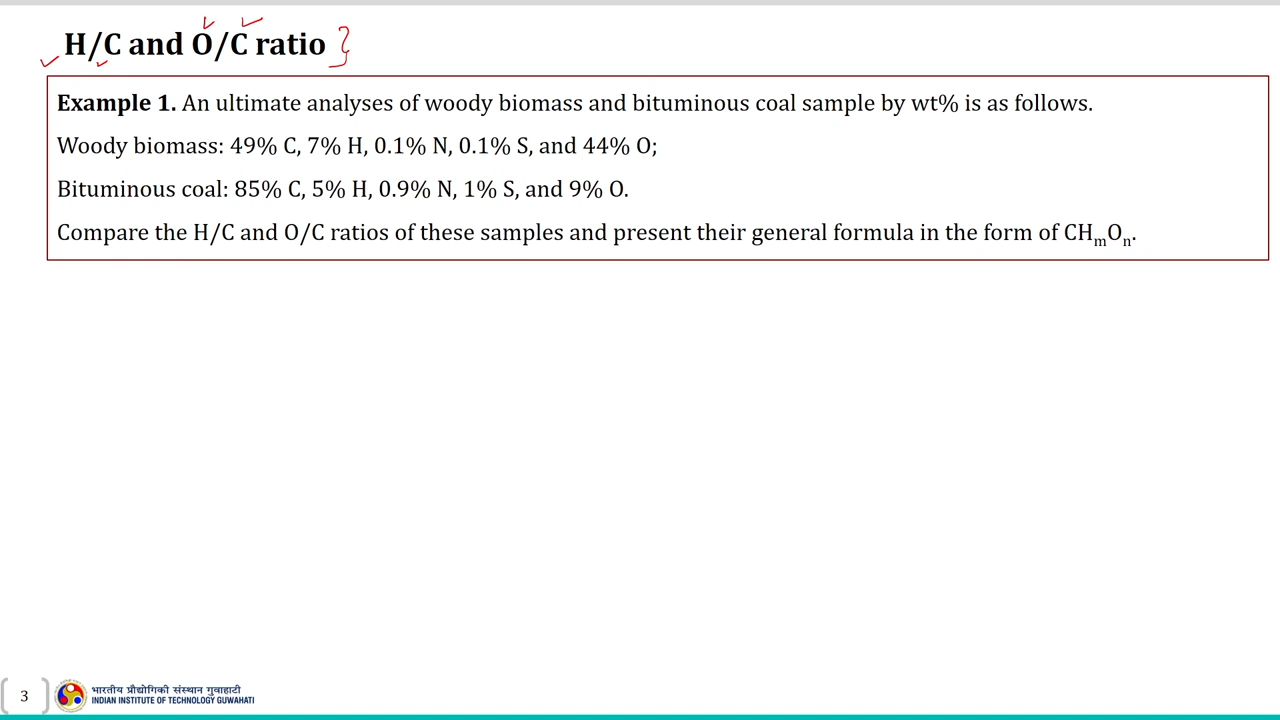 H/C and O/C ratio
Example 1. An ultimate analyses of woody biomass and bituminous coal sample by wt% is as follows.
Woody biomass: 49% C, 7% H, 0.1% N, 0.1% S, and 44% O;
Bituminous coal: 85% C, 5% H, 0.9% N, 1% S, and 9% O.
Compare the H/C and O/C ratios of these samples and present their general formula in the form of CHmOn.
3
भारतीय प्रौद्योगिकी संस्थान गुवाहाटी
INDIAN INSTITUTE OF TECHNOLOGY GUWAHATI